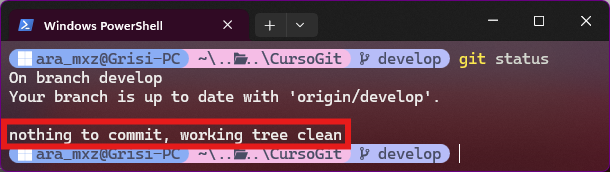 Windows PowerShell
ara_mxz@Grisi-PC ~\..\..\CursoGit develop git status
On branch develop
Your branch is up to date with 'origin/develop'.
nothing to commit, working tree clean
ara_mxz@Grisi-PC ~\..\..\CursoGit develop